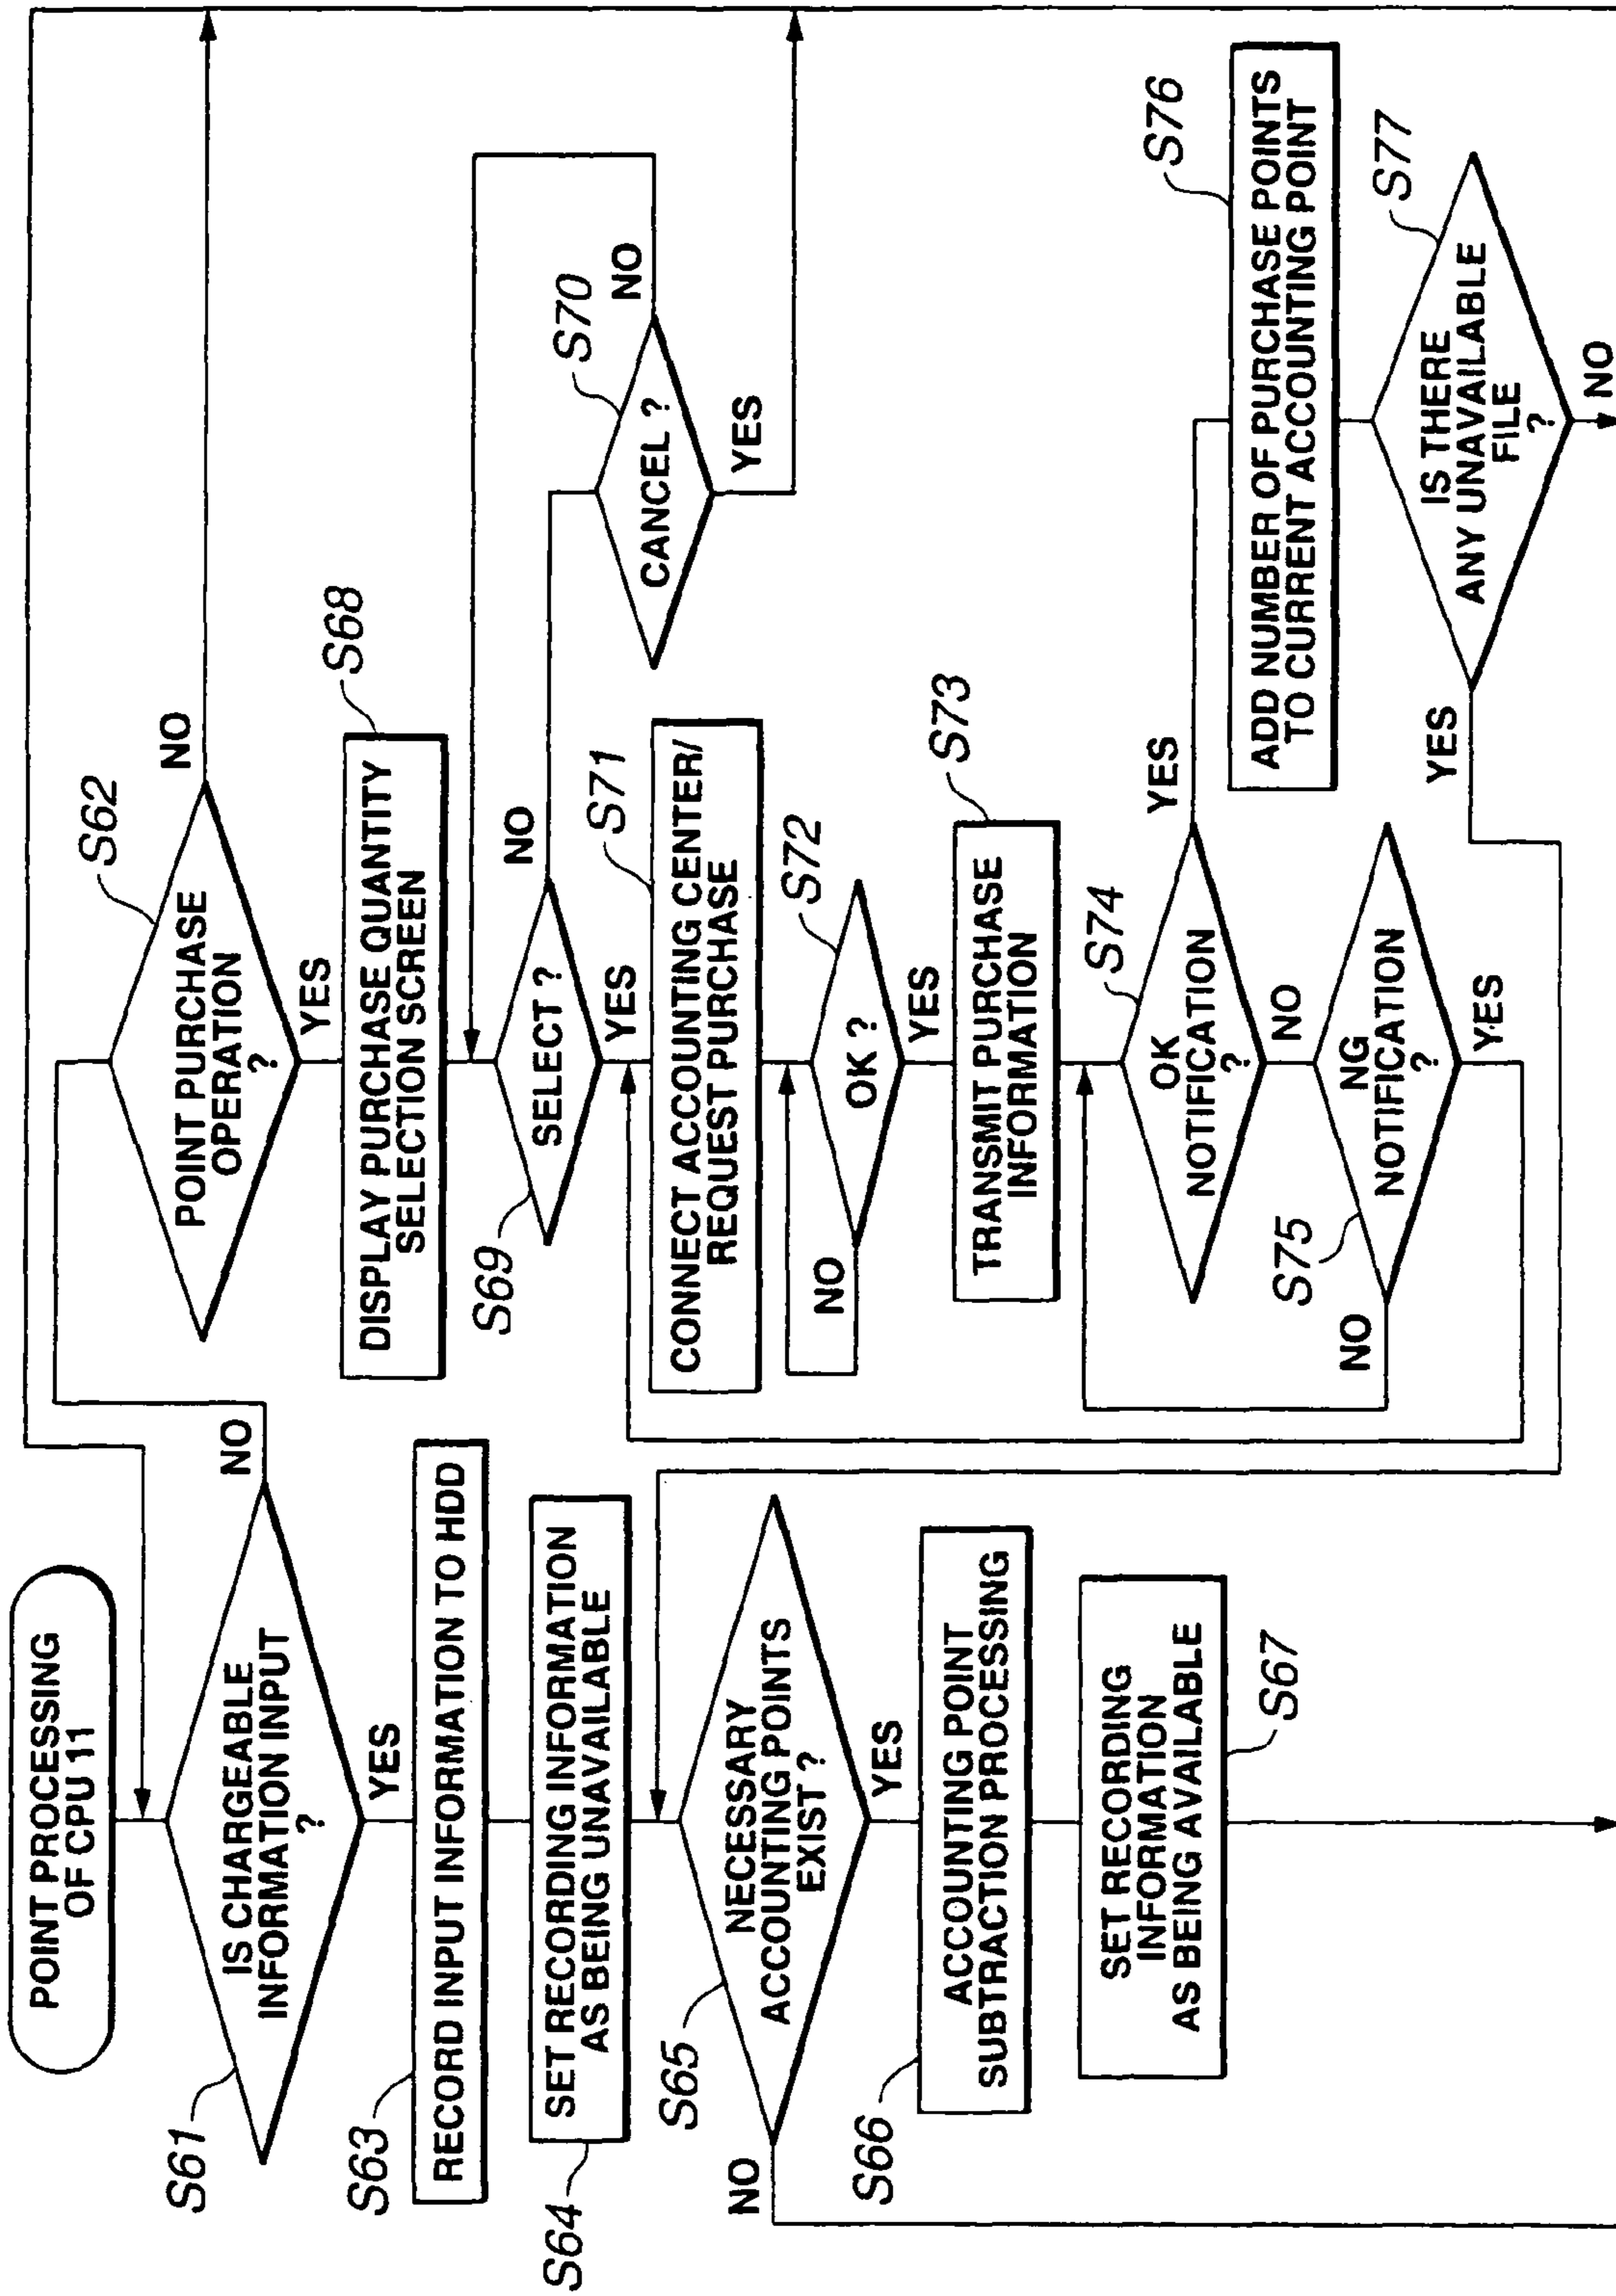 POINT PROCESSING
OF CPU 11
S61
IS CHARGEABLE
INFORMATION INPUT
?
NO
YES
S63
RECORD INPUT INFORMATION TO HDD
S64
SET RECORDING INFORMATION
AS BEING UNAVAILABLE
S65
NECESSARY
ACCOUNTING POINTS
EXIST ?
NO
YES
S66
ACCOUNTING POINT
SUBTRACTION PROCESSING
SET RECORDING
INFORMATION
AS BEING AVAILABLE
S67
S62
POINT PURCHASE
OPERATION
?
NO
YES
S68
DISPLAY PURCHASE QUANTITY
SELECTION SCREEN
S69
SELECT ?
NO
YES
S70
CANCEL ?
NO
YES
S71
CONNECT ACCOUNTING CENTER/
REQUEST PURCHASE
S72
OK ?
NO
YES
S73
TRANSMIT PURCHASE
INFORMATION
S74
OK
NOTIFICATION
?
YES
NO
S75
NG
NOTIFICATION
?
NO
YES
S76
ADD NUMBER OF PURCHASE POINTS
TO CURRENT ACCOUNTING POINT
S77
IS THERE
ANY UNAVAILABLE
FILE
?
YES
NO